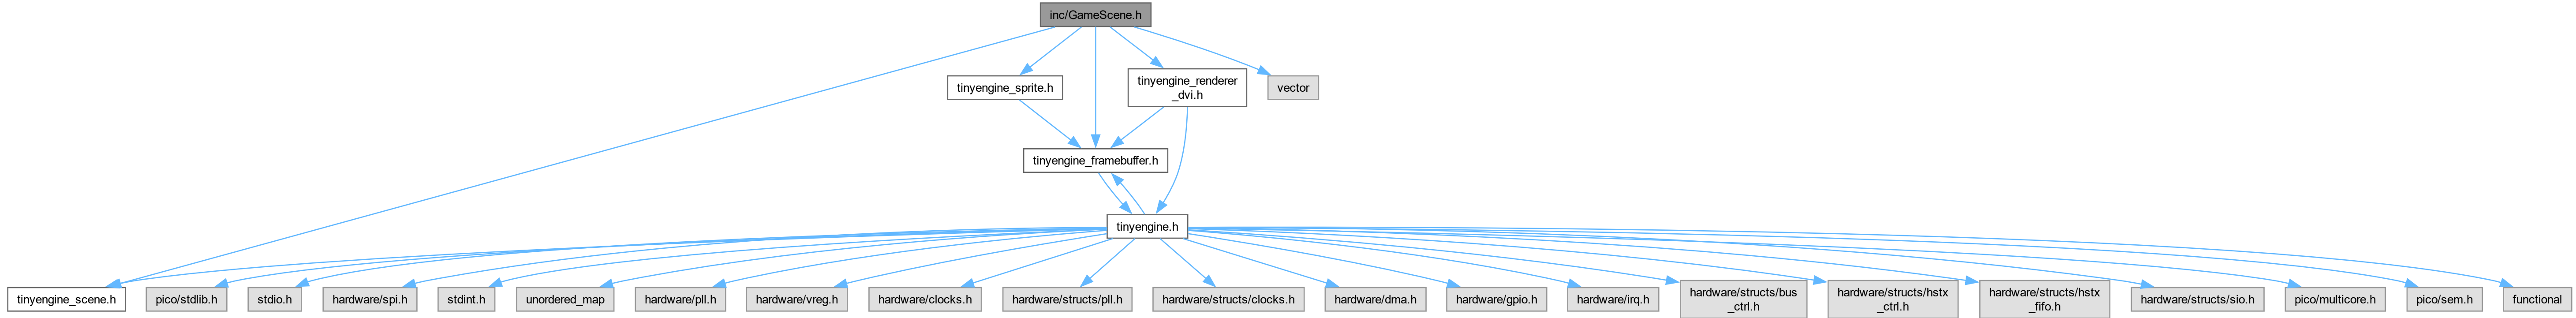 inc/GameScene.h
tinyengine_sprite.h
tinyengine_renderer
_dvi.h
vector
tinyengine_framebuffer.h
tinyengine.h
tinyengine_scene.h
pico/stdlib.h
stdio.h
hardware/spi.h
stdint.h
unordered_map
hardware/pll.h
hardware/vreg.h
hardware/clocks.h
hardware/structs/pll.h
hardware/structs/clocks.h
hardware/dma.h
hardware/gpio.h
hardware/irq.h
hardware/structs/bus
_ctrl.h
hardware/structs/hstx
_ctrl.h
hardware/structs/hstx
_fifo.h
hardware/structs/sio.h
pico/multicore.h
pico/sem.h
functional